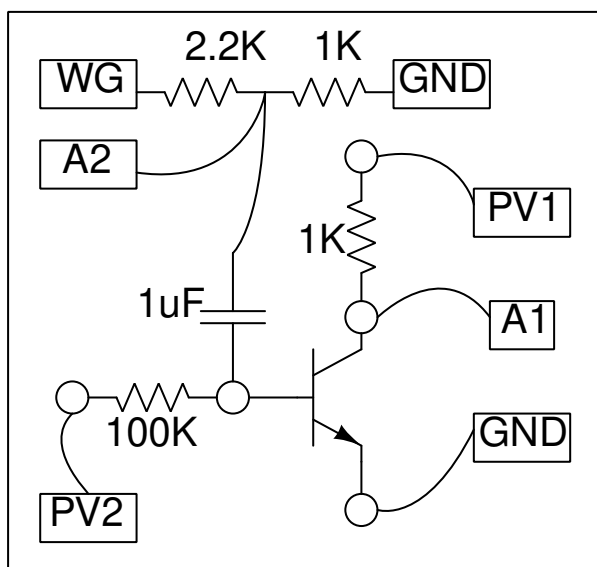 2.2K 1K
WG GND
A2
PV1
1K
1uF
A1
100K
GND
PV2